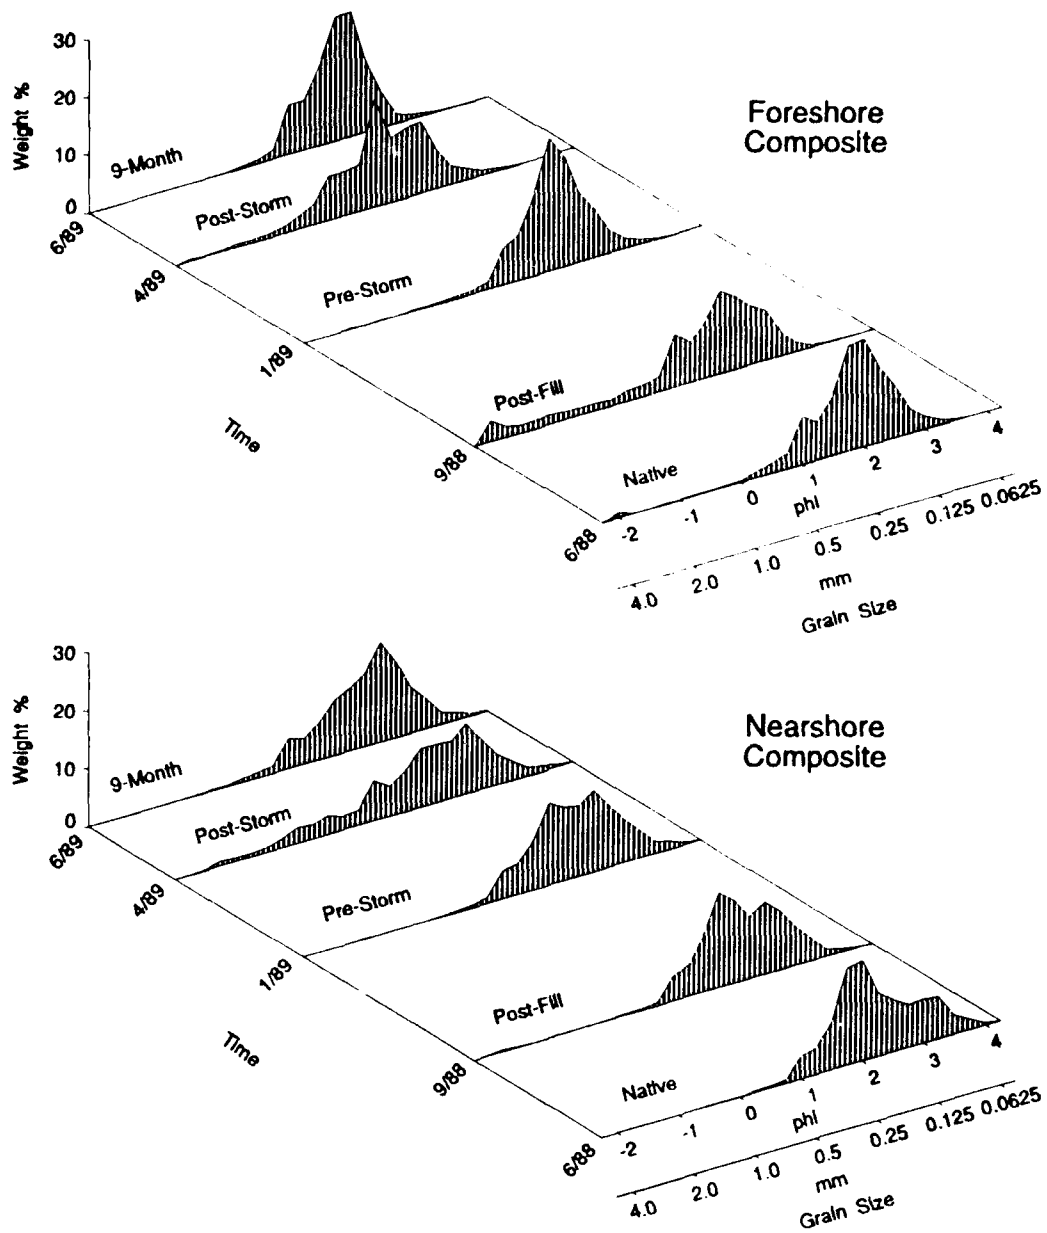 Foreshore
Composite
Weight %
30
20
10
0
9-Month
Post-Storm
Pre-Storm
Post-Fill
Native
6/89
4/89
1/89
9/88
6/88
Time
-2 -1 0 1 2 3 4
phi
4.0 2.0 1.0 0.5 0.25 0.125 0.0625
mm
Grain Size
Nearshore
Composite
Weight %
30
20
10
0
9-Month
Post-Storm
Pre-Storm
Post-Fill
Native
6/89
4/89
1/89
9/88
6/88
Time
-2 -1 0 1 2 3 4
phi
4.0 2.0 1.0 0.5 0.25 0.125 0.0625
mm
Grain Size